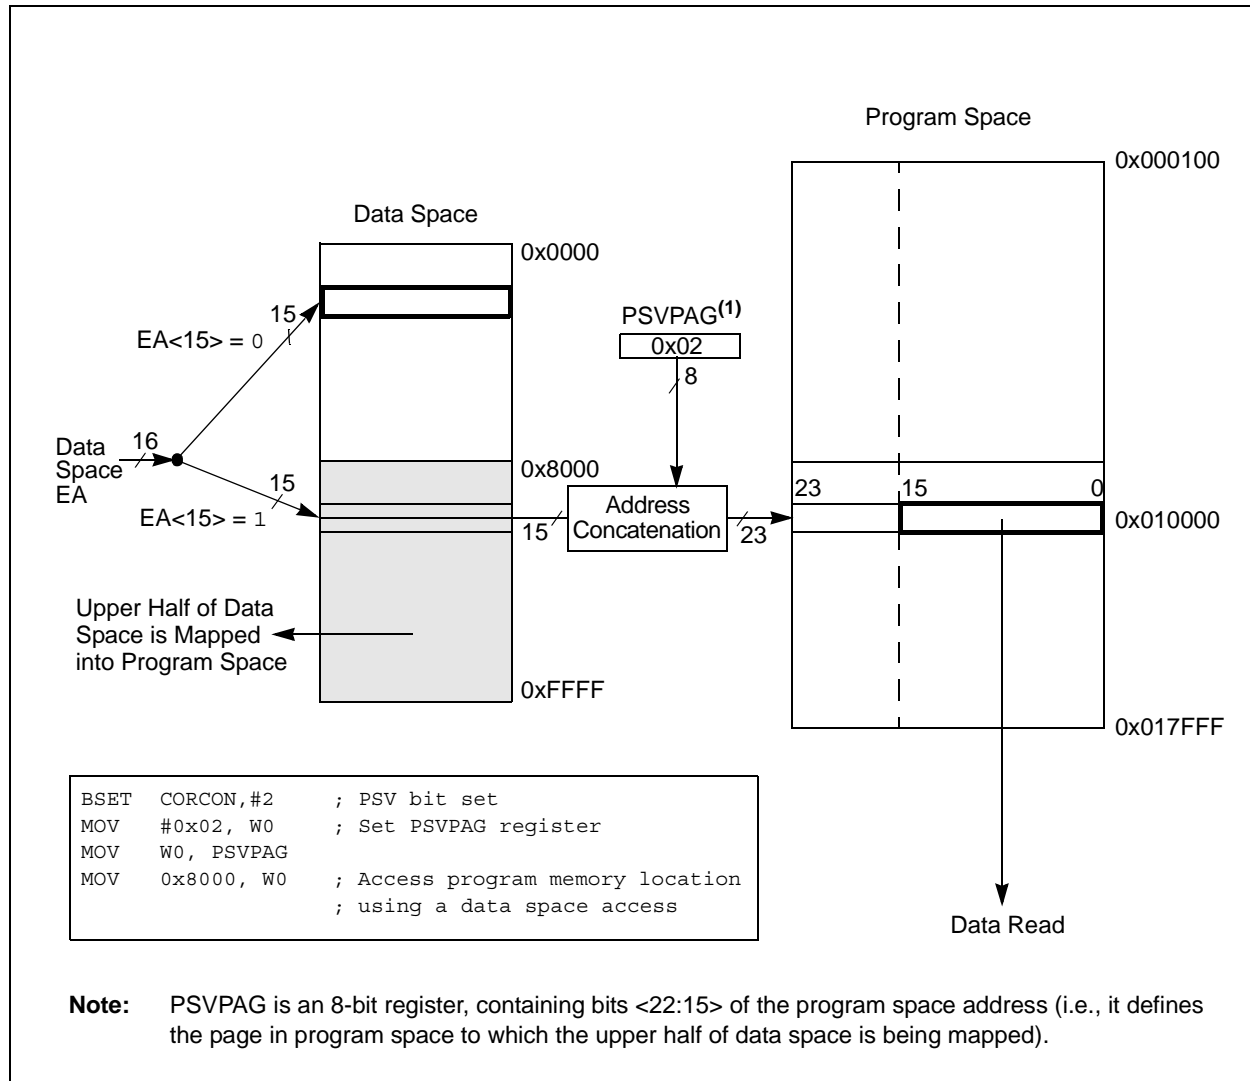 Program Space
0x000100
Data Space
0x0000
15
EA<15> = 0
PSVPAG(1)
0x02
8
Data
Space
EA
16
0x8000
15
EA<15> = 1
15
Address
Concatenation
23
23 15 0
0x010000
Upper Half of Data
Space is Mapped
into Program Space
0xFFFF
0x017FFF
BSET CORCON,#2 ; PSV bit set
MOV #0x02, W0 ; Set PSVPAG register
MOV W0, PSVPAG
MOV 0x8000, W0 ; Access program memory location
; using a data space access
Data Read
Note: PSVPAG is an 8-bit register, containing bits <22:15> of the program space address (i.e., it defines
the page in program space to which the upper half of data space is being mapped).